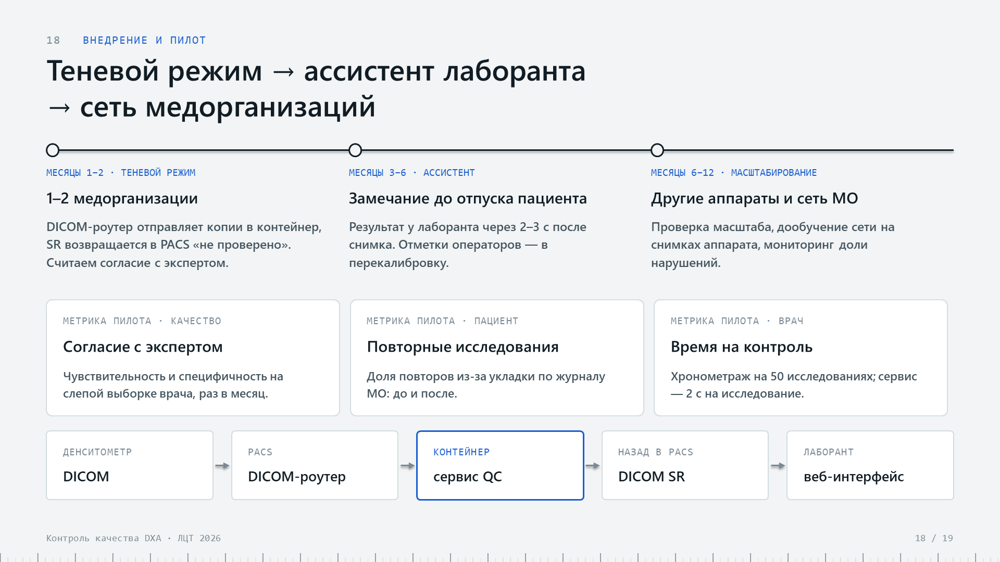 18 ВНЕДРЕНИЕ И ПИЛОТ
Теневой режим → ассистент лаборанта
→ сеть медорганизаций
МЕСЯЦЫ 1–2 · ТЕНЕВОЙ РЕЖИМ
1–2 медорганизации
DICOM-роутер отправляет копии в контейнер,
SR возвращается в PACS «не проверено».
Считаем согласие с экспертом.
МЕСЯЦЫ 3–6 · АССИСТЕНТ
Замечание до отпуска пациента
Результат у лаборанта через 2–3 с после
снимка. Отметки операторов — в
перекалибровку.
МЕСЯЦЫ 6–12 · МАСШТАБИРОВАНИЕ
Другие аппараты и сеть МО
Проверка масштаба, дообучение сети на
снимках аппарата, мониторинг доли
нарушений.
МЕТРИКА ПИЛОТА · КАЧЕСТВО
Согласие с экспертом
Чувствительность и специфичность на
слепой выборке врача, раз в месяц.
МЕТРИКА ПИЛОТА · ПАЦИЕНТ
Повторные исследования
Доля повторов из-за укладки по журналу
МО: до и после.
МЕТРИКА ПИЛОТА · ВРАЧ
Время на контроль
Хронометраж на 50 исследованиях; сервис
— 2 с на исследование.
ДЕНСИТОМЕТР
DICOM
PACS
DICOM-роутер
КОНТЕЙНЕР
сервис QC
НАЗАД В PACS
DICOM SR
ЛАБОРАНТ
веб-интерфейс
Контроль качества DXA · ЛЦТ 2026
18 / 19